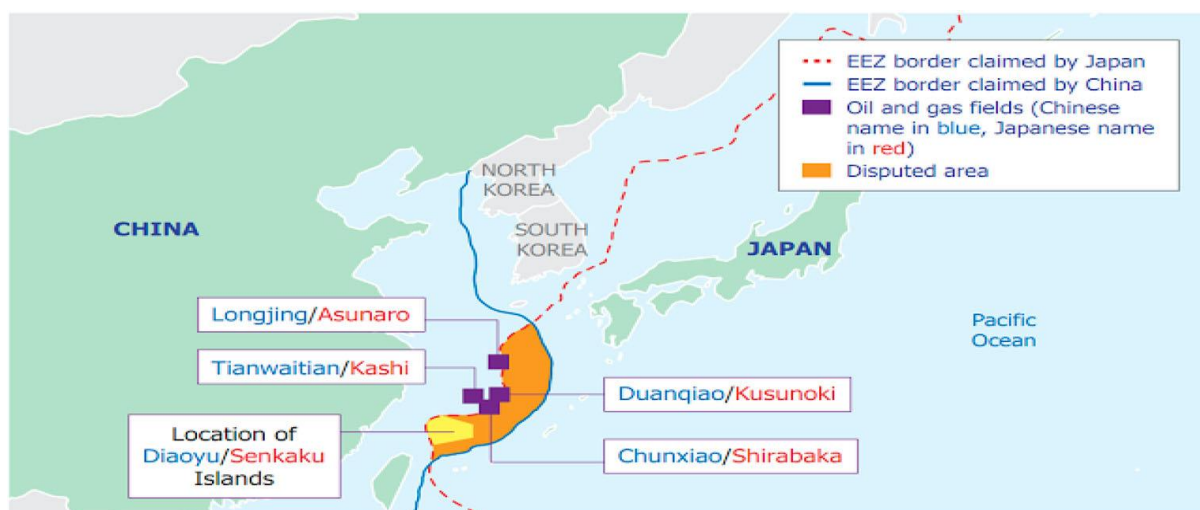 EEZ border claimed by Japan
EEZ border claimed by China
Oil and gas fields (Chinese
name in blue, Japanese name
in red)
Disputed area
NORTH
KOREA
CHINA
SOUTH
KOREA
JAPAN
Longjing/Asunaro
Pacific
Ocean
Tianwaitian/Kashi
Duanqiao/Kusunoki
Location of
Diaoyu/Senkaku
Islands
Chunxiao/Shirabaka